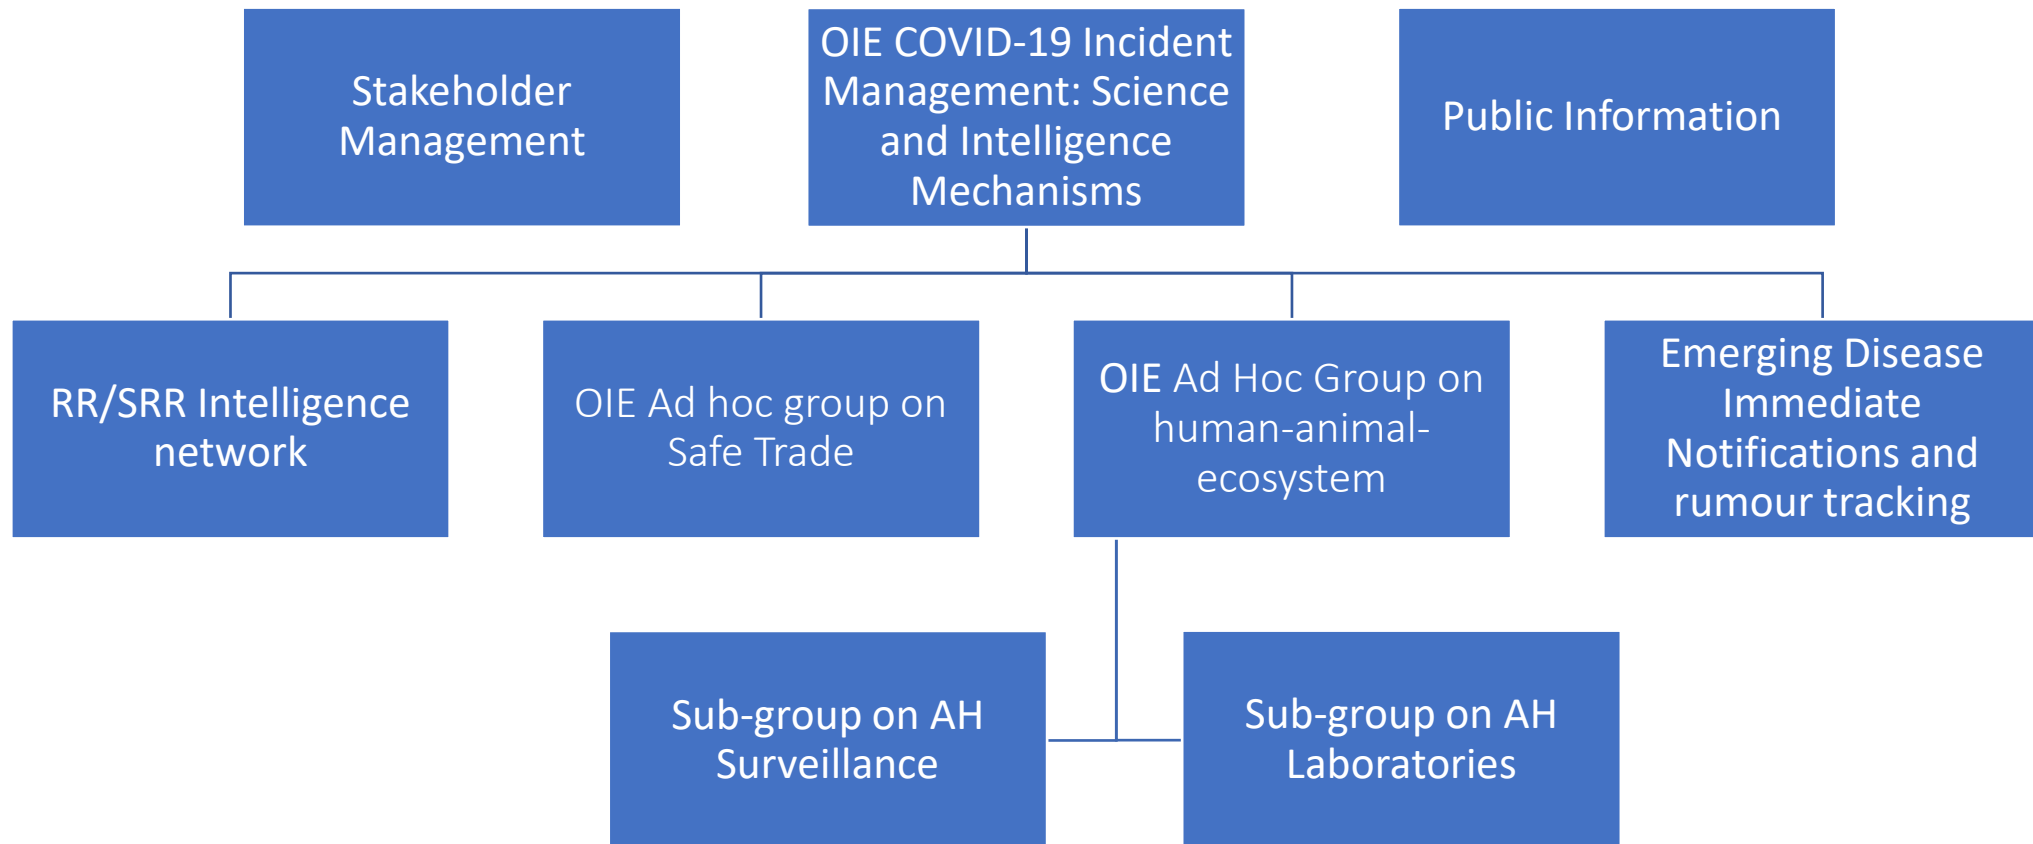 Stakeholder
Management
OIE COVID-19 Incident
Management: Science
and Intelligence
Mechanisms
Public Information
RR/SRR Intelligence
network
OIE Ad hoc group on
Safe Trade
OIE Ad Hoc Group on
human-animal-
ecosystem
Emerging Disease
Immediate
Notifications and
rumour tracking
Sub-group on AH
Surveillance
Sub-group on AH
Laboratories